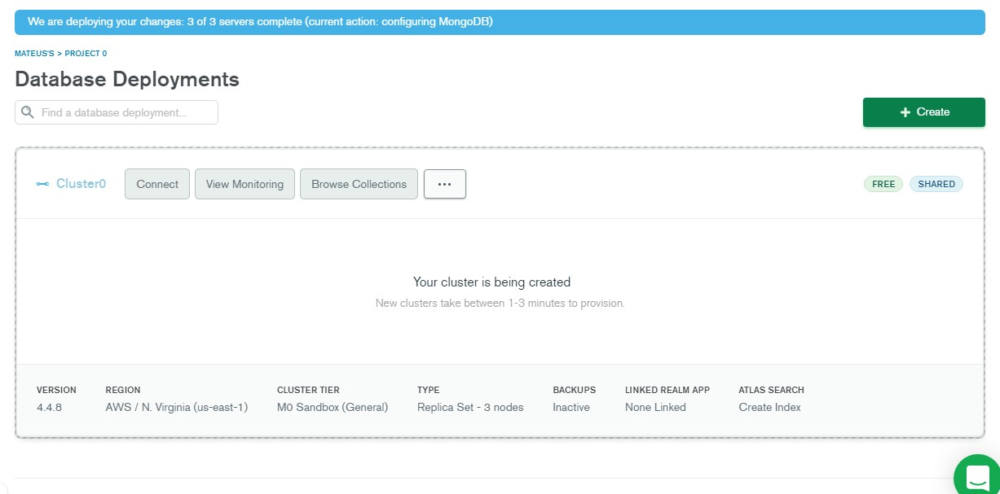 We are deploying your changes: 3 of 3 servers complete (current action: configuring MongoDB)
MATEUS'S > PROJECT 0
Database Deployments
Find a database deployment...
+ Create
Cluster0 Connect View Monitoring Browse Collections ... FREE SHARED
Your cluster is being created
New clusters take between 1-3 minutes to provision.
VERSION REGION CLUSTER TIER TYPE BACKUPS LINKED REALM APP ATLAS SEARCH
4.4.8 AWS / N. Virginia (us-east-1) M0 Sandbox (General) Replica Set - 3 nodes Inactive None Linked Create Index